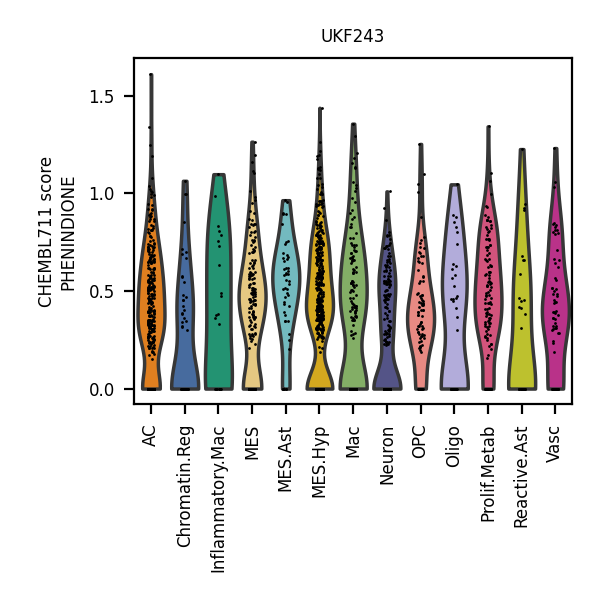 UKF243
CHEMBL711 score
PHENINDIONE
1.5
1.0
0.5
0.0
AC
Chromatin.Reg
Inflammatory.Mac
MES
MES.Ast
MES.Hyp
Mac
Neuron
OPC
Oligo
Prolif.Metab
Reactive.Ast
Vasc